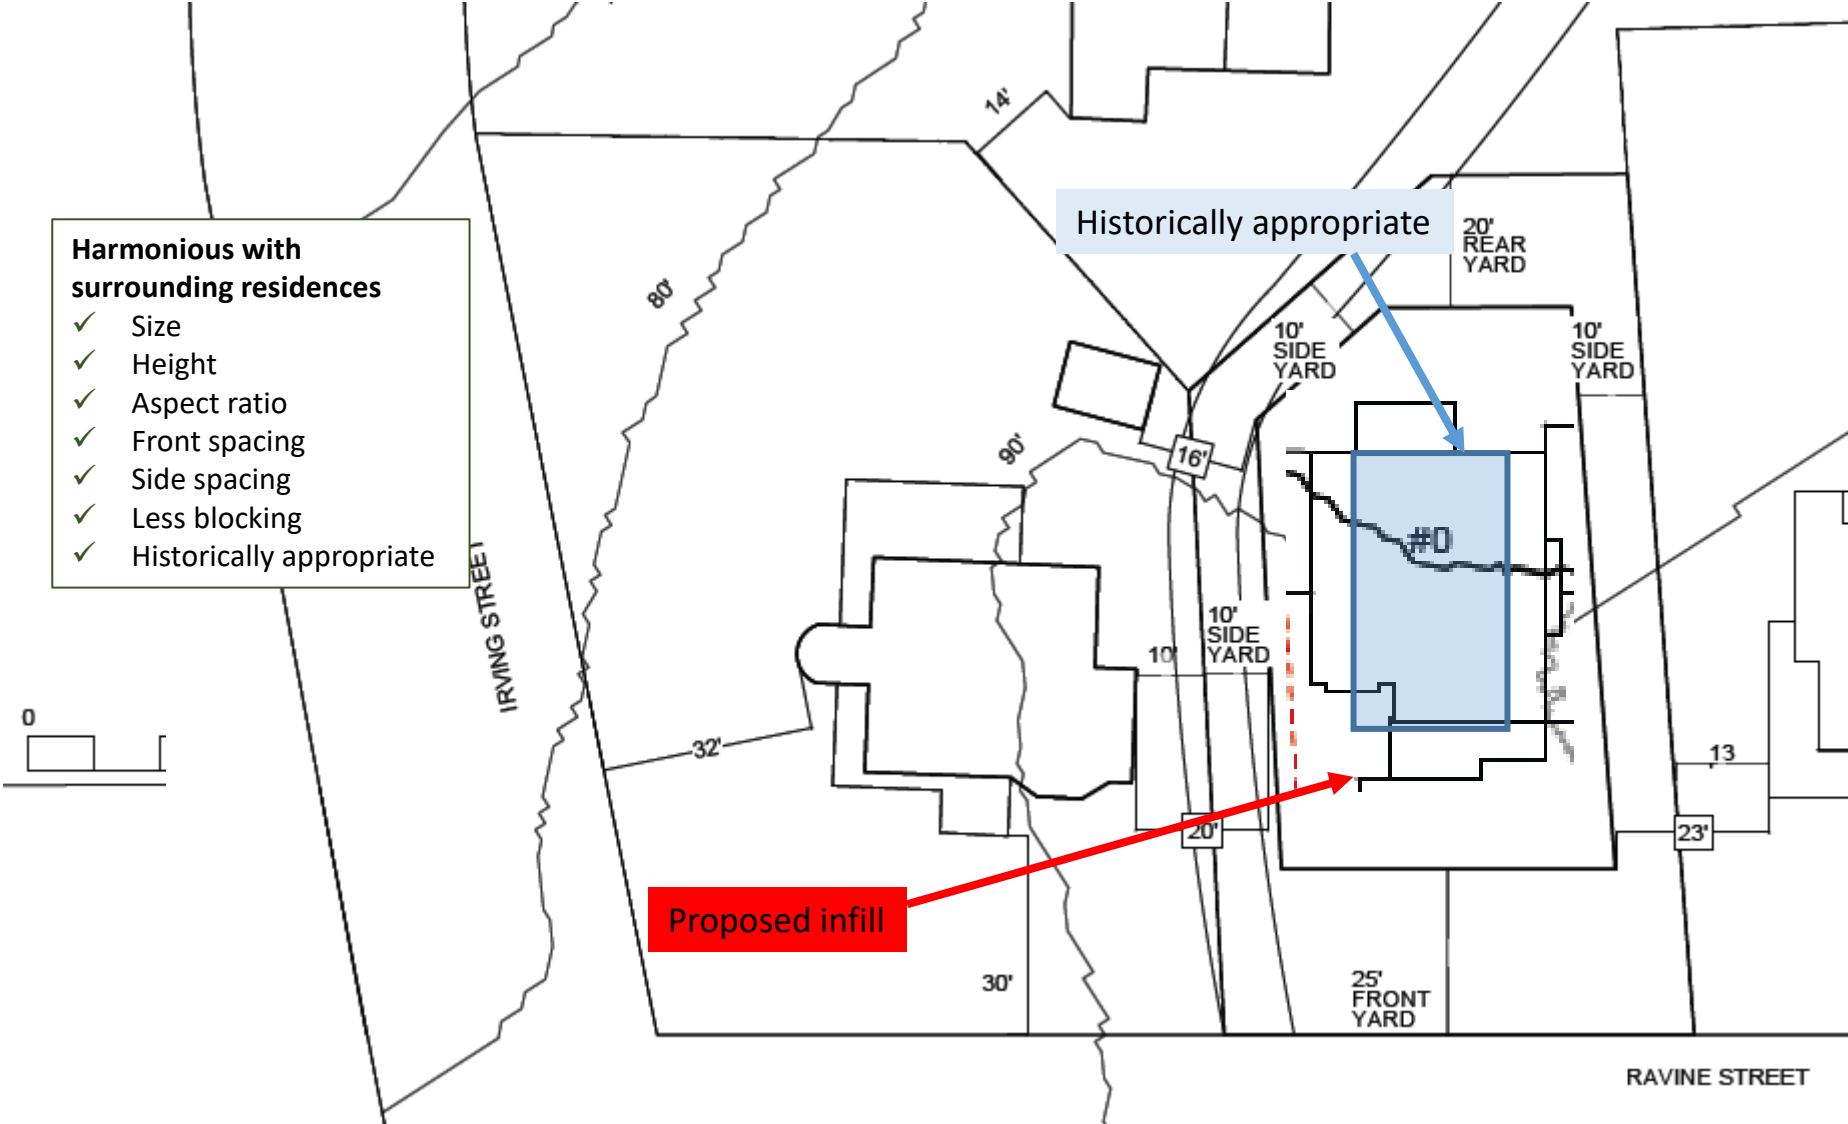 14'
Historically appropriate
20'
REAR
YARD
Harmonious with
surrounding residences
✓ Size
✓ Height
✓ Aspect ratio
✓ Front spacing
✓ Side spacing
✓ Less blocking
✓ Historically appropriate
80'
10'
SIDE
YARD
10'
SIDE
YARD
90'
16'
#0
IRVING STREET
10'
SIDE
YARD
10'
0
32'
13
20'
23'
Proposed infill
30'
25'
FRONT
YARD
RAVINE STREET